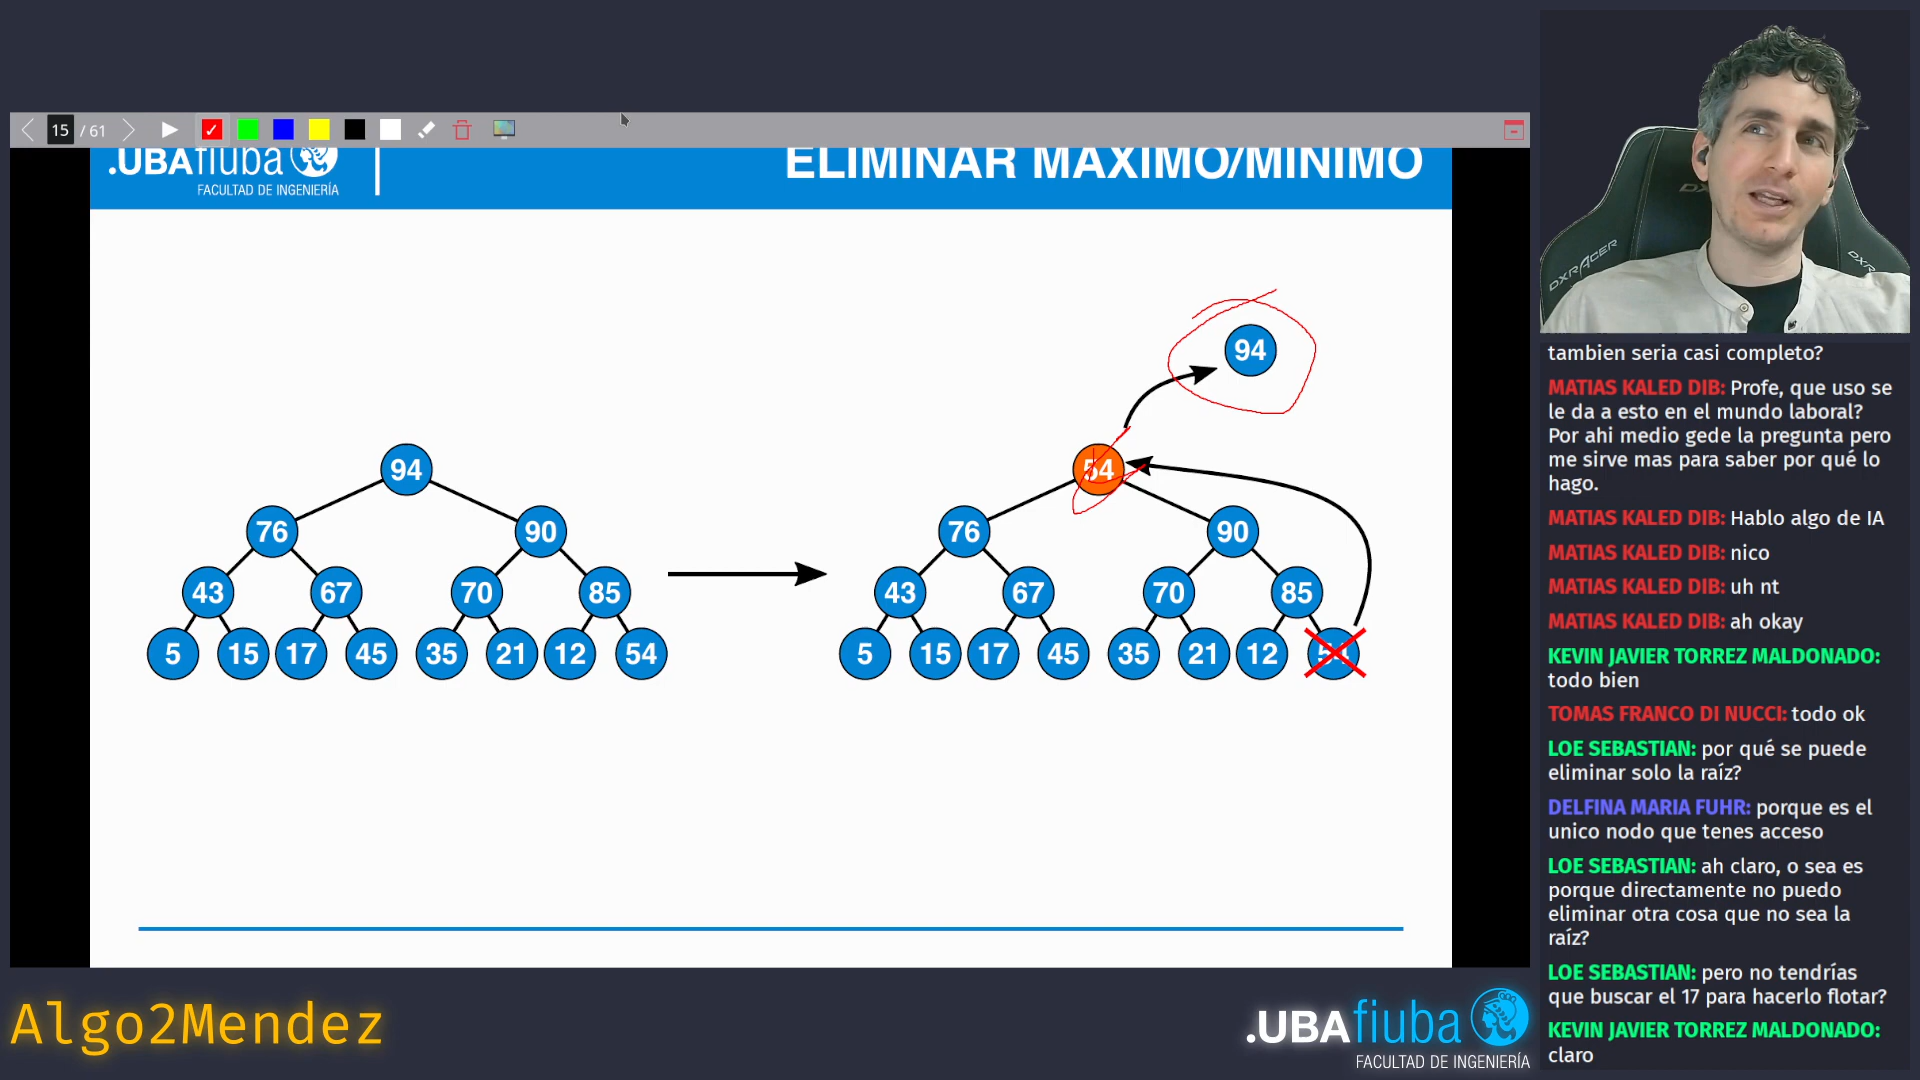 15 / 61
.UBAfiuba
FACULTAD DE INGENIERÍA
ELIMINAR MÁXIMO/MÍNIMO
94
94
54
76
90
76
90
43
67
70
85
43
67
70
85
5
15
17
45
35
21
12
54
5
15
17
45
35
21
12
54
DXRACER
tambien seria casi completo?
MATIAS KALED DIB: Profe, que uso se
le da a esto en el mundo laboral?
Por ahi medio gede la pregunta pero
me sirve mas para saber por qué lo
hago.
MATIAS KALED DIB: Hablo algo de IA
MATIAS KALED DIB: nico
MATIAS KALED DIB: uh nt
MATIAS KALED DIB: ah okay
KEVIN JAVIER TORREZ MALDONADO:
todo bien
TOMAS FRANCO DI NUCCI: todo ok
LOE SEBASTIAN: por qué se puede
eliminar solo la raíz?
DELFINA MARIA FUHR: porque es el
unico nodo que tenes acceso
LOE SEBASTIAN: ah claro, o sea es
porque directamente no puedo
eliminar otra cosa que no sea la
raíz?
LOE SEBASTIAN: pero no tendrías
que buscar el 17 para hacerlo flotar?
KEVIN JAVIER TORREZ MALDONADO:
claro
Algo2Mendez
.UBAfiuba
FACULTAD DE INGENIERÍA